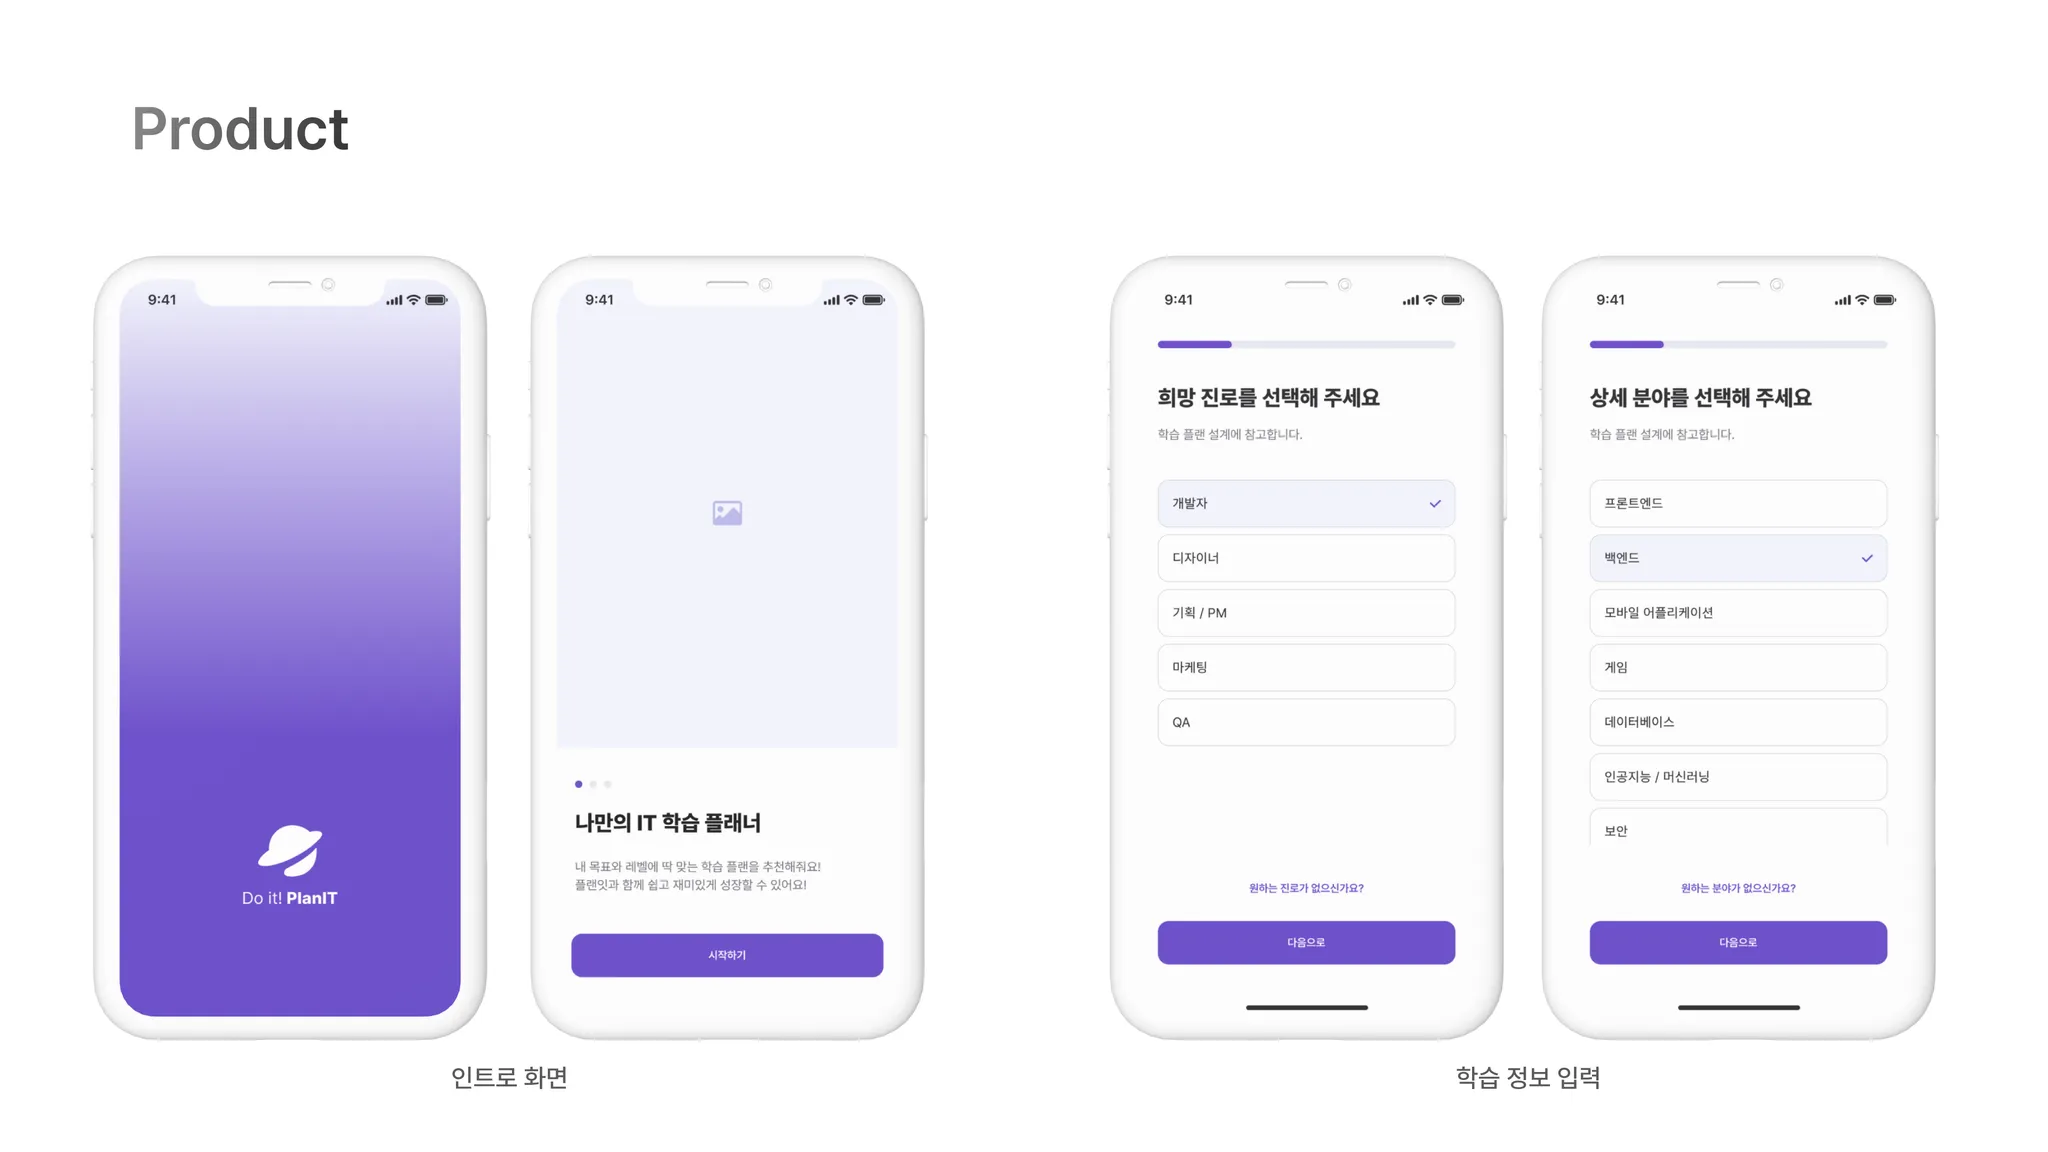 Product
9:41
Do it! PlanIT
9:41
나만의 IT 학습 플래너
내 목표와 레벨에 딱 맞는 학습 플랜을 추천해줘요!
플랜잇과 함께 쉽고 재미있게 성장할 수 있어요!
시작하기
인트로 화면
9:41
희망 진로를 선택해 주세요
학습 플랜 설계에 참고합니다.
개발자
디자이너
기획 / PM
마케팅
QA
원하는 진로가 없으신가요?
다음으로
9:41
상세 분야를 선택해 주세요
학습 플랜 설계에 참고합니다.
프론트엔드
백엔드
모바일 어플리케이션
게임
데이터베이스
인공지능 / 머신러닝
보안
원하는 분야가 없으신가요?
다음으로
학습 정보 입력